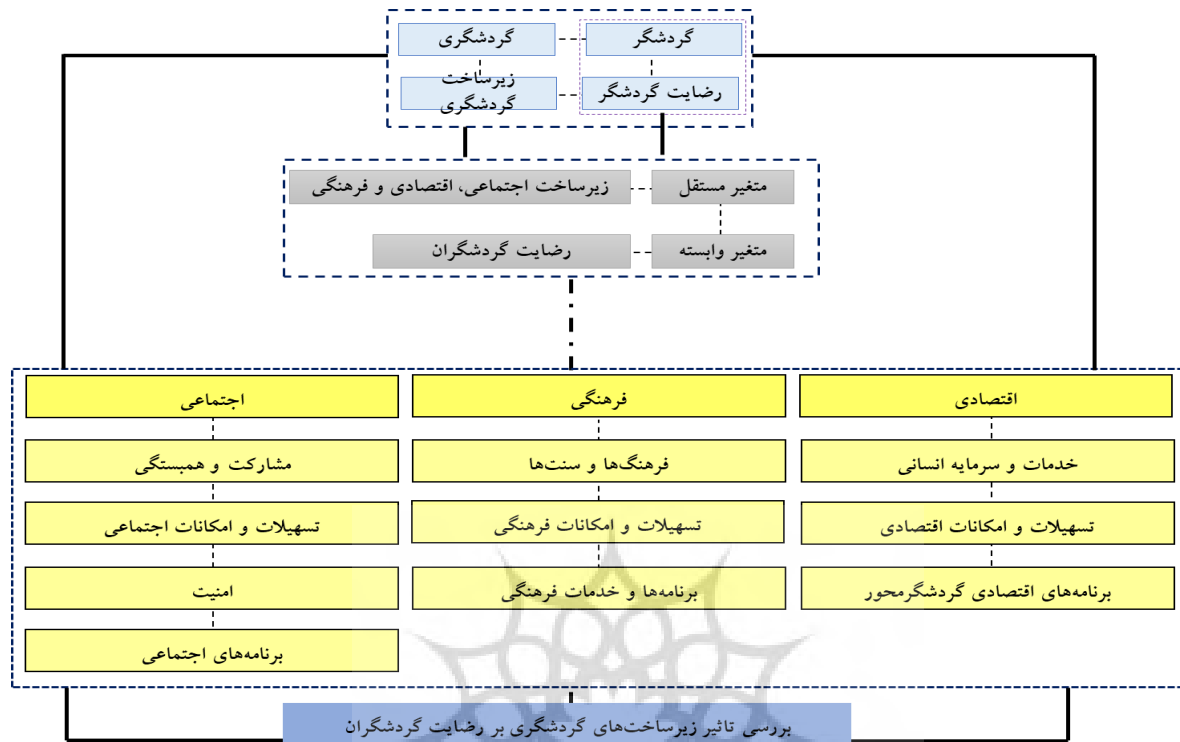 گردشگر
گردشگری
رضایت گردشگر
زیرساخت
گردشگری
متغیر مستقل
زیرساخت اجتماعی، اقتصادی و فرهنگی
متغیر وابسته
رضایت گردشگران
اقتصادی
فرهنگی
اجتماعی
خدمات و سرمایه انسانی
فرهنگ‌ها و سنت‌ها
مشارکت و همبستگی
تسهیلات و امکانات اقتصادی
تسهیلات و امکانات فرهنگی
تسهیلات و امکانات اجتماعی
برنامه‌های اقتصادی گردشگرمحور
برنامه‌ها و خدمات فرهنگی
امنیت
برنامه‌های اجتماعی
بررسی تاثیر زیرساخت‌های گردشگری بر رضایت گردشگران